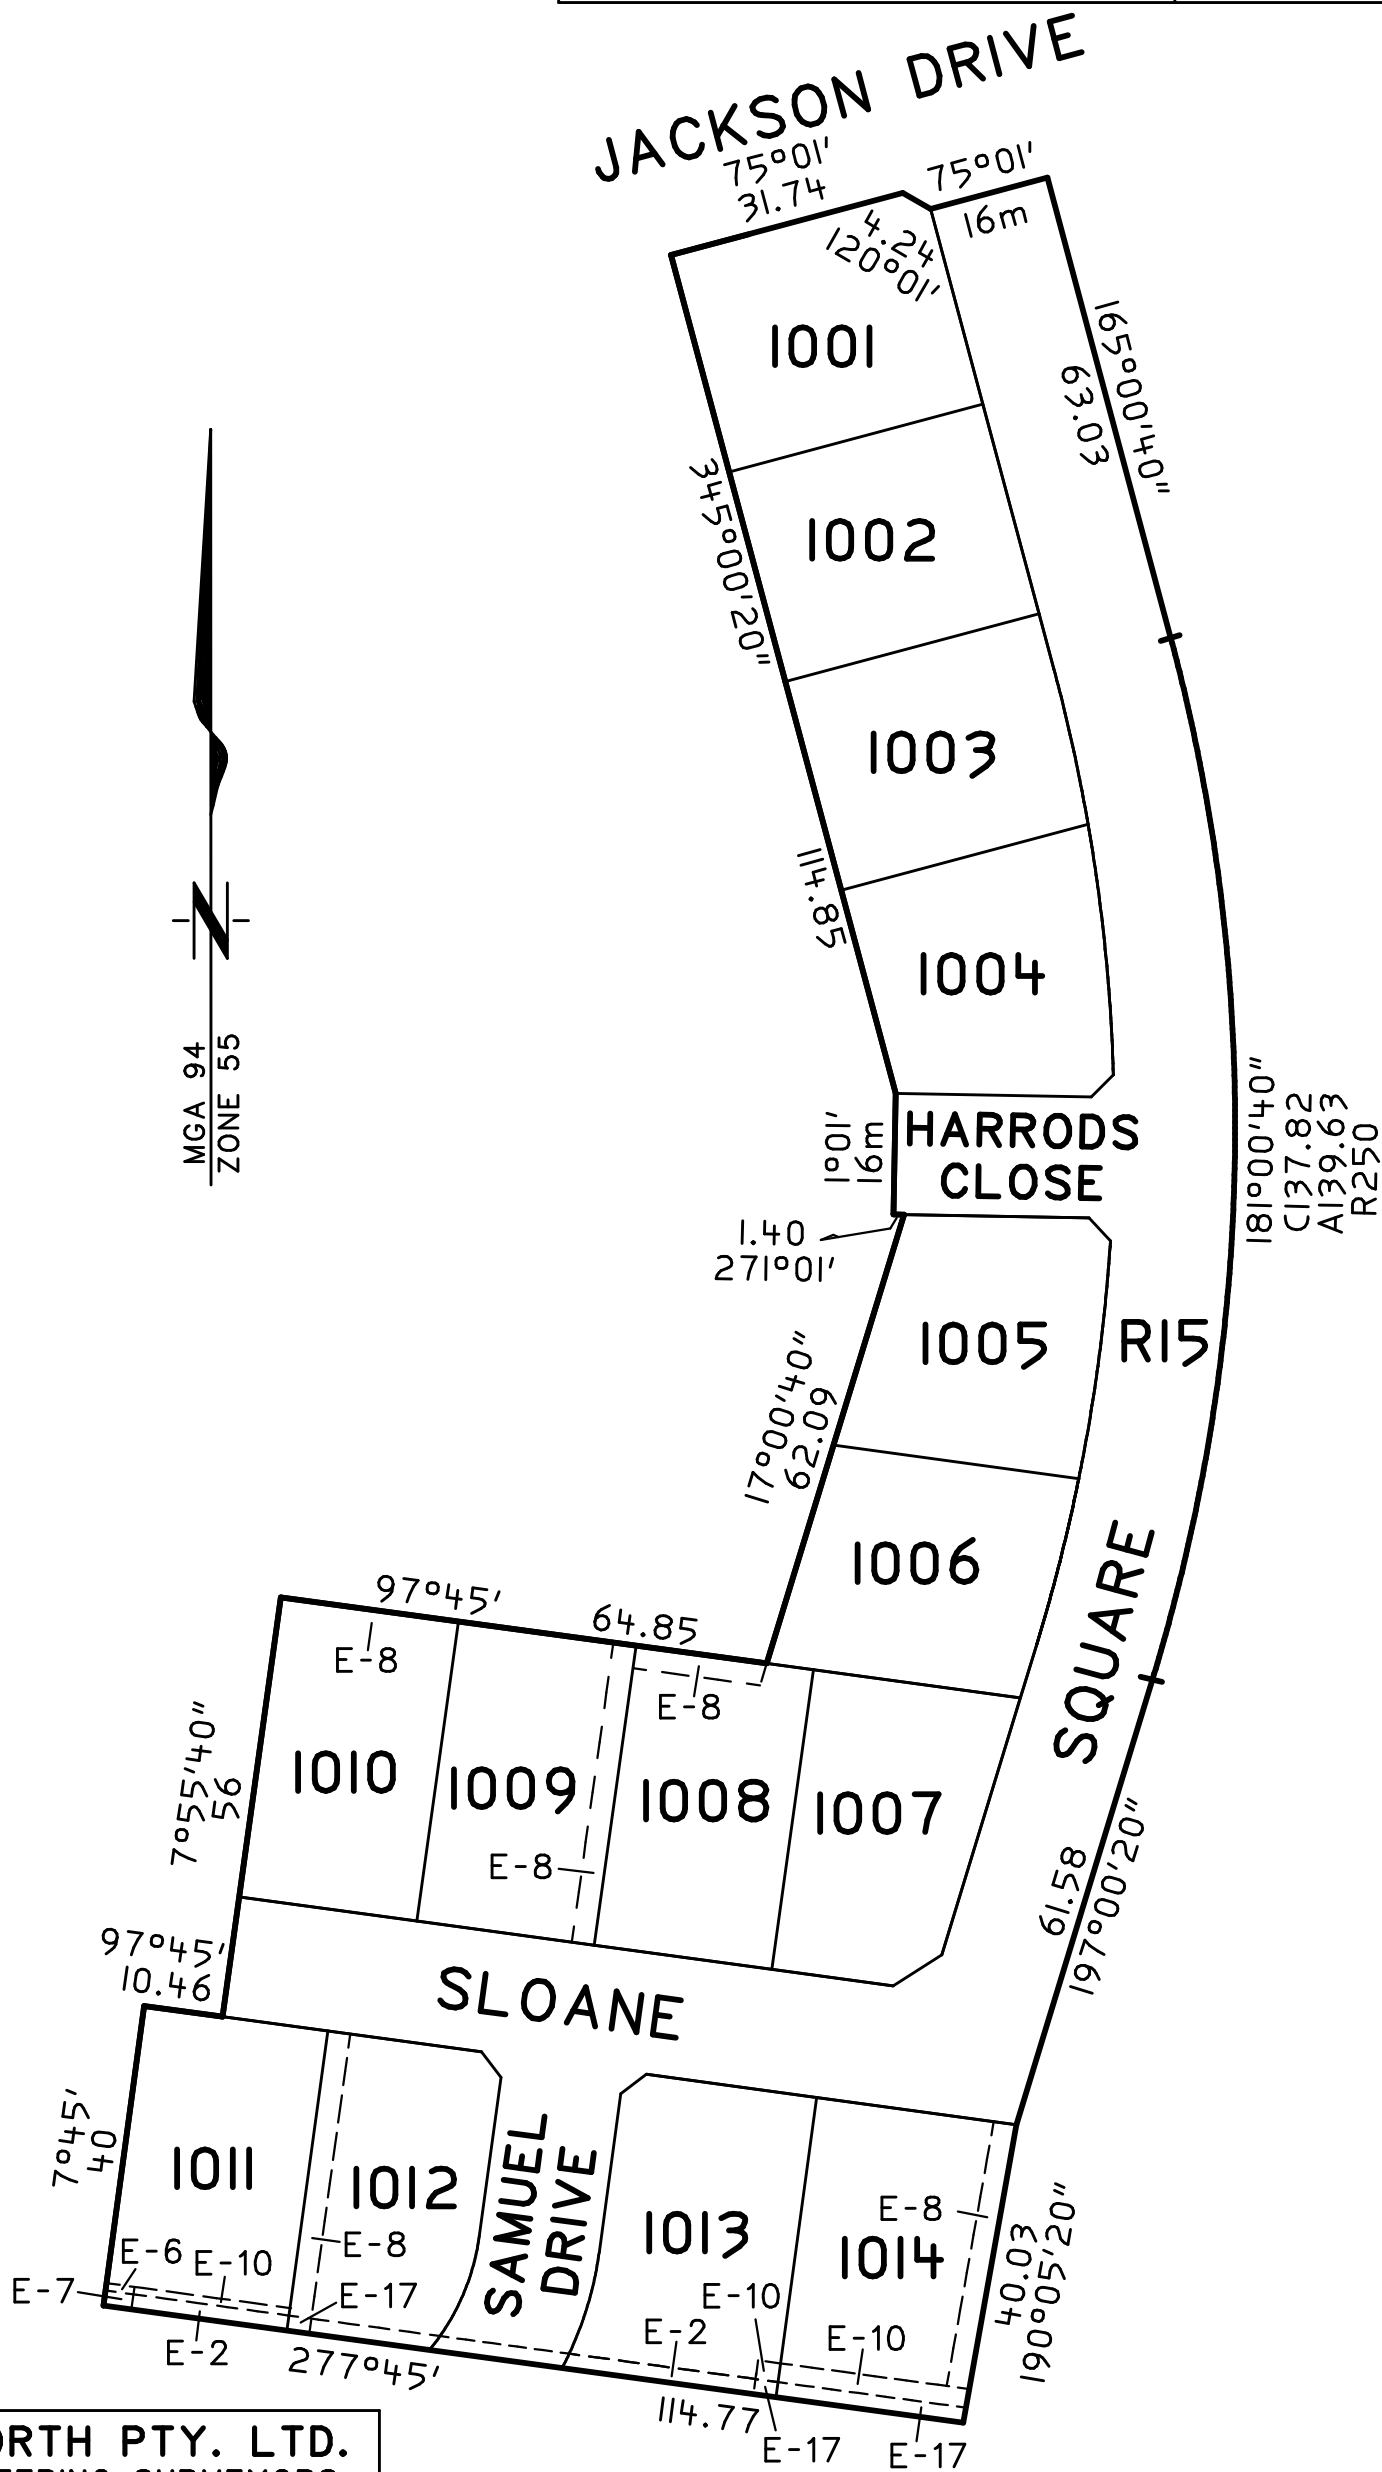 JACKSON DRIVE
75°01'
31.74
75°01'
16m
4.24
120°01'
1001
165°00'40"
63.03
1002
345°00'20"
1003
114.85
1004
MGA 94
ZONE 55
N
1°01'
16m
HARRODS
CLOSE
181°00'40"
C137.82
A139.63
R250
1.40
271°01'
1005
R15
17°00'40"
62.09
1006
SQUARE
97°45'
64.85
E-8
E-8
1010
1009
1008
1007
E-8
7°55'40"
56
61.58
197°00'20"
97°45'
10.46
SLOANE
7°45'
40
1011
1012
SAMUEL
DRIVE
1013
1014
E-8
E-8
40.03
190°05'20"
E-6
E-10
E-7
E-17
E-10
E-2
E-2
E-10
277°45'
114.77
E-17
E-17
ORTH PTY. LTD.